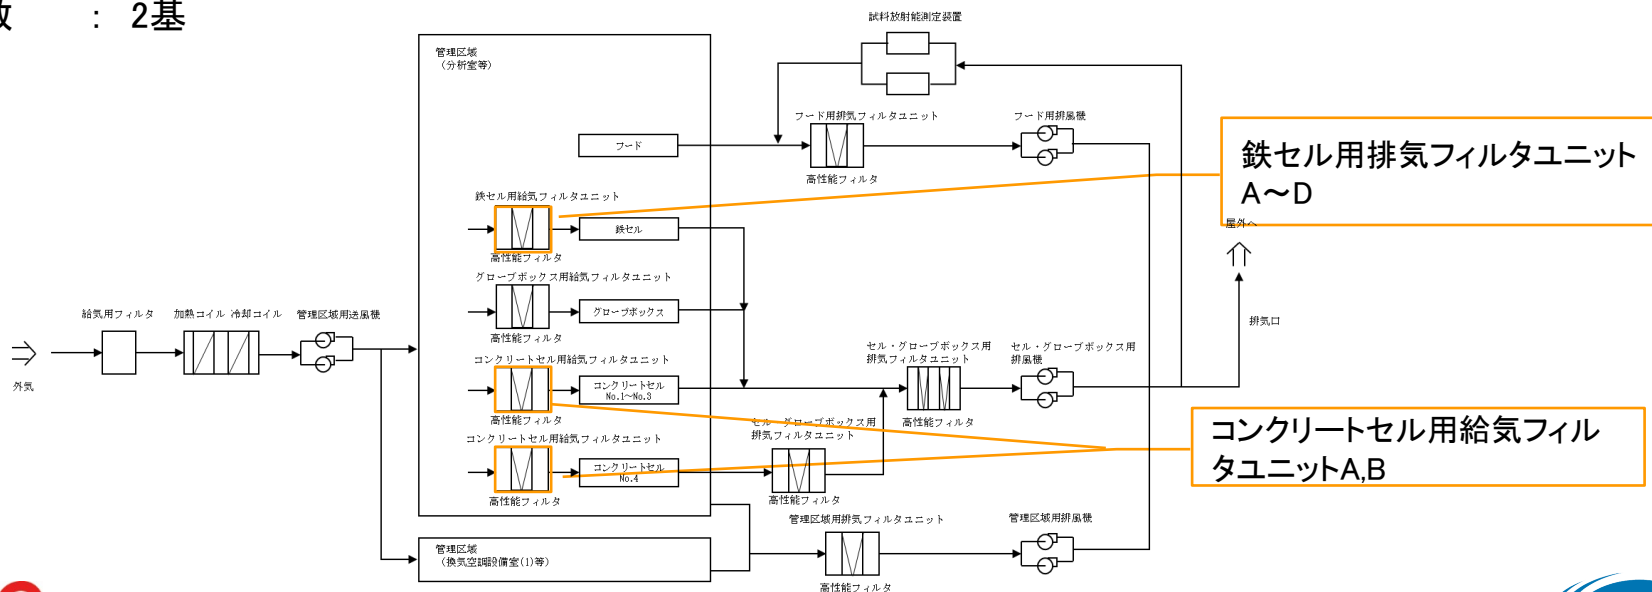 数　　：　2基
試料放射能測定装置
管理区域
（分析室等）
フード用排気フィルタユニット
フード用排風機
フード
高性能フィルタ
鉄セル用排気フィルタユニット
A～D
鉄セル用給気フィルタユニット
鉄セル
高性能フィルタ
屋外へ
グローブボックス用給気フィルタユニット
グローブボックス
高性能フィルタ
給気用フィルタ
加熱コイル 冷却コイル
管理区域用送風機
外気
排気口
コンクリートセル用給気フィルタユニット
コンクリートセル
No.1～No.3
高性能フィルタ
セル・グローブボックス用
排気フィルタユニット
セル・グローブボックス用
排風機
高性能フィルタ
コンクリートセル用給気フィルタユニット
コンクリートセル
No.4
高性能フィルタ
セル・グローブボックス用
排気フィルタユニット
高性能フィルタ
コンクリートセル用給気フィル
タユニットA,B
管理区域用排気フィルタユニット
管理区域用排風機
高性能フィルタ
管理区域
（換気空調設備室(1)等）